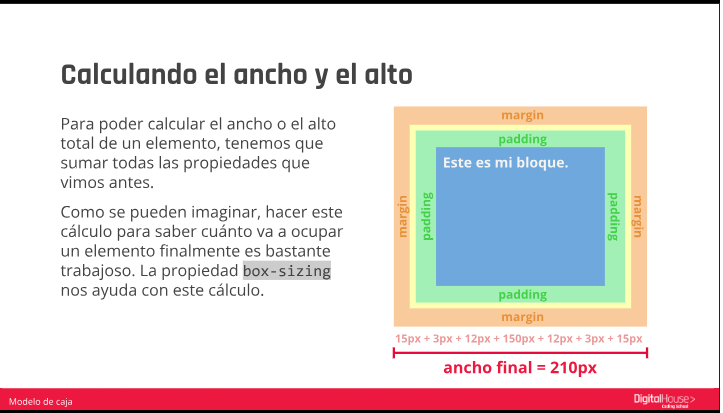 Calculando el ancho y el alto
Para poder calcular el ancho o el alto
total de un elemento, tenemos que
sumar todas las propiedades que
vimos antes.
Como se pueden imaginar, hacer este
cálculo para saber cuánto va a ocupar
un elemento finalmente es bastante
trabajoso. La propiedad box-sizing
nos ayuda con este cálculo.
margin
padding
Este es mi bloque.
margin
padding
padding
margin
padding
margin
15px + 3px + 12px + 150px + 12px + 3px + 15px
ancho final = 210px
Modelo de caja
DigitalHouse>
Coding School